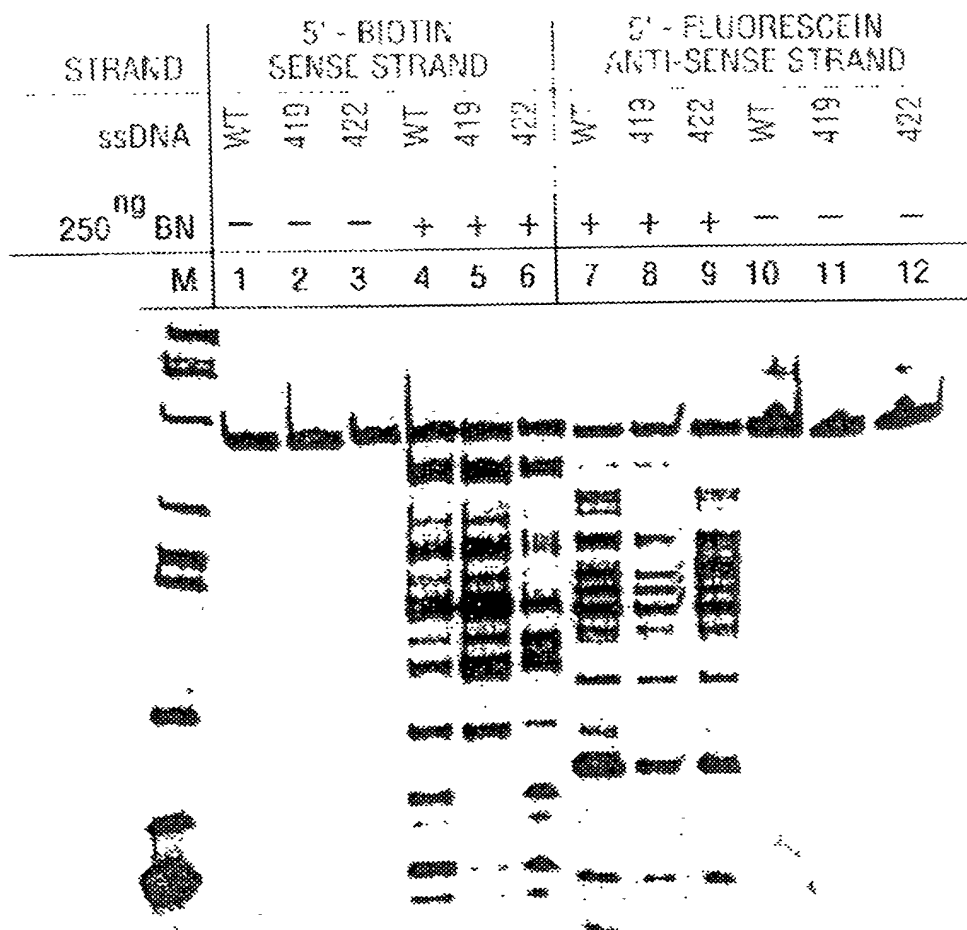 5' - BIOTIN 5' - FLUORESCEIN
STRAND SENSE STRAND ANTI-SENSE STRAND
ssDNA WT 419 422 WT 419 422 WT 419 422 WT 419 422
250 ng BN - - - + + + + + + - - -
M 1 2 3 4 5 6 7 8 9 10 11 12